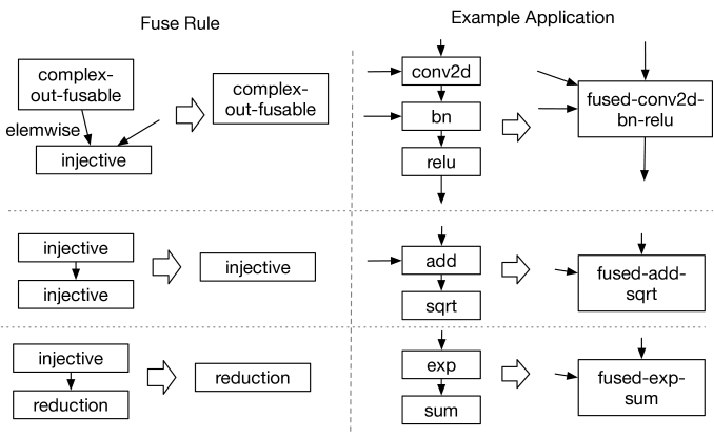 Fuse Rule
Example Application
complex-
out-fusable
elemwise
injective
complex-
out-fusable
conv2d
bn
relu
fused-conv2d-
bn-relu
injective
injective
injective
add
sqrt
fused-add-
sqrt
injective
reduction
reduction
exp
sum
fused-exp-
sum